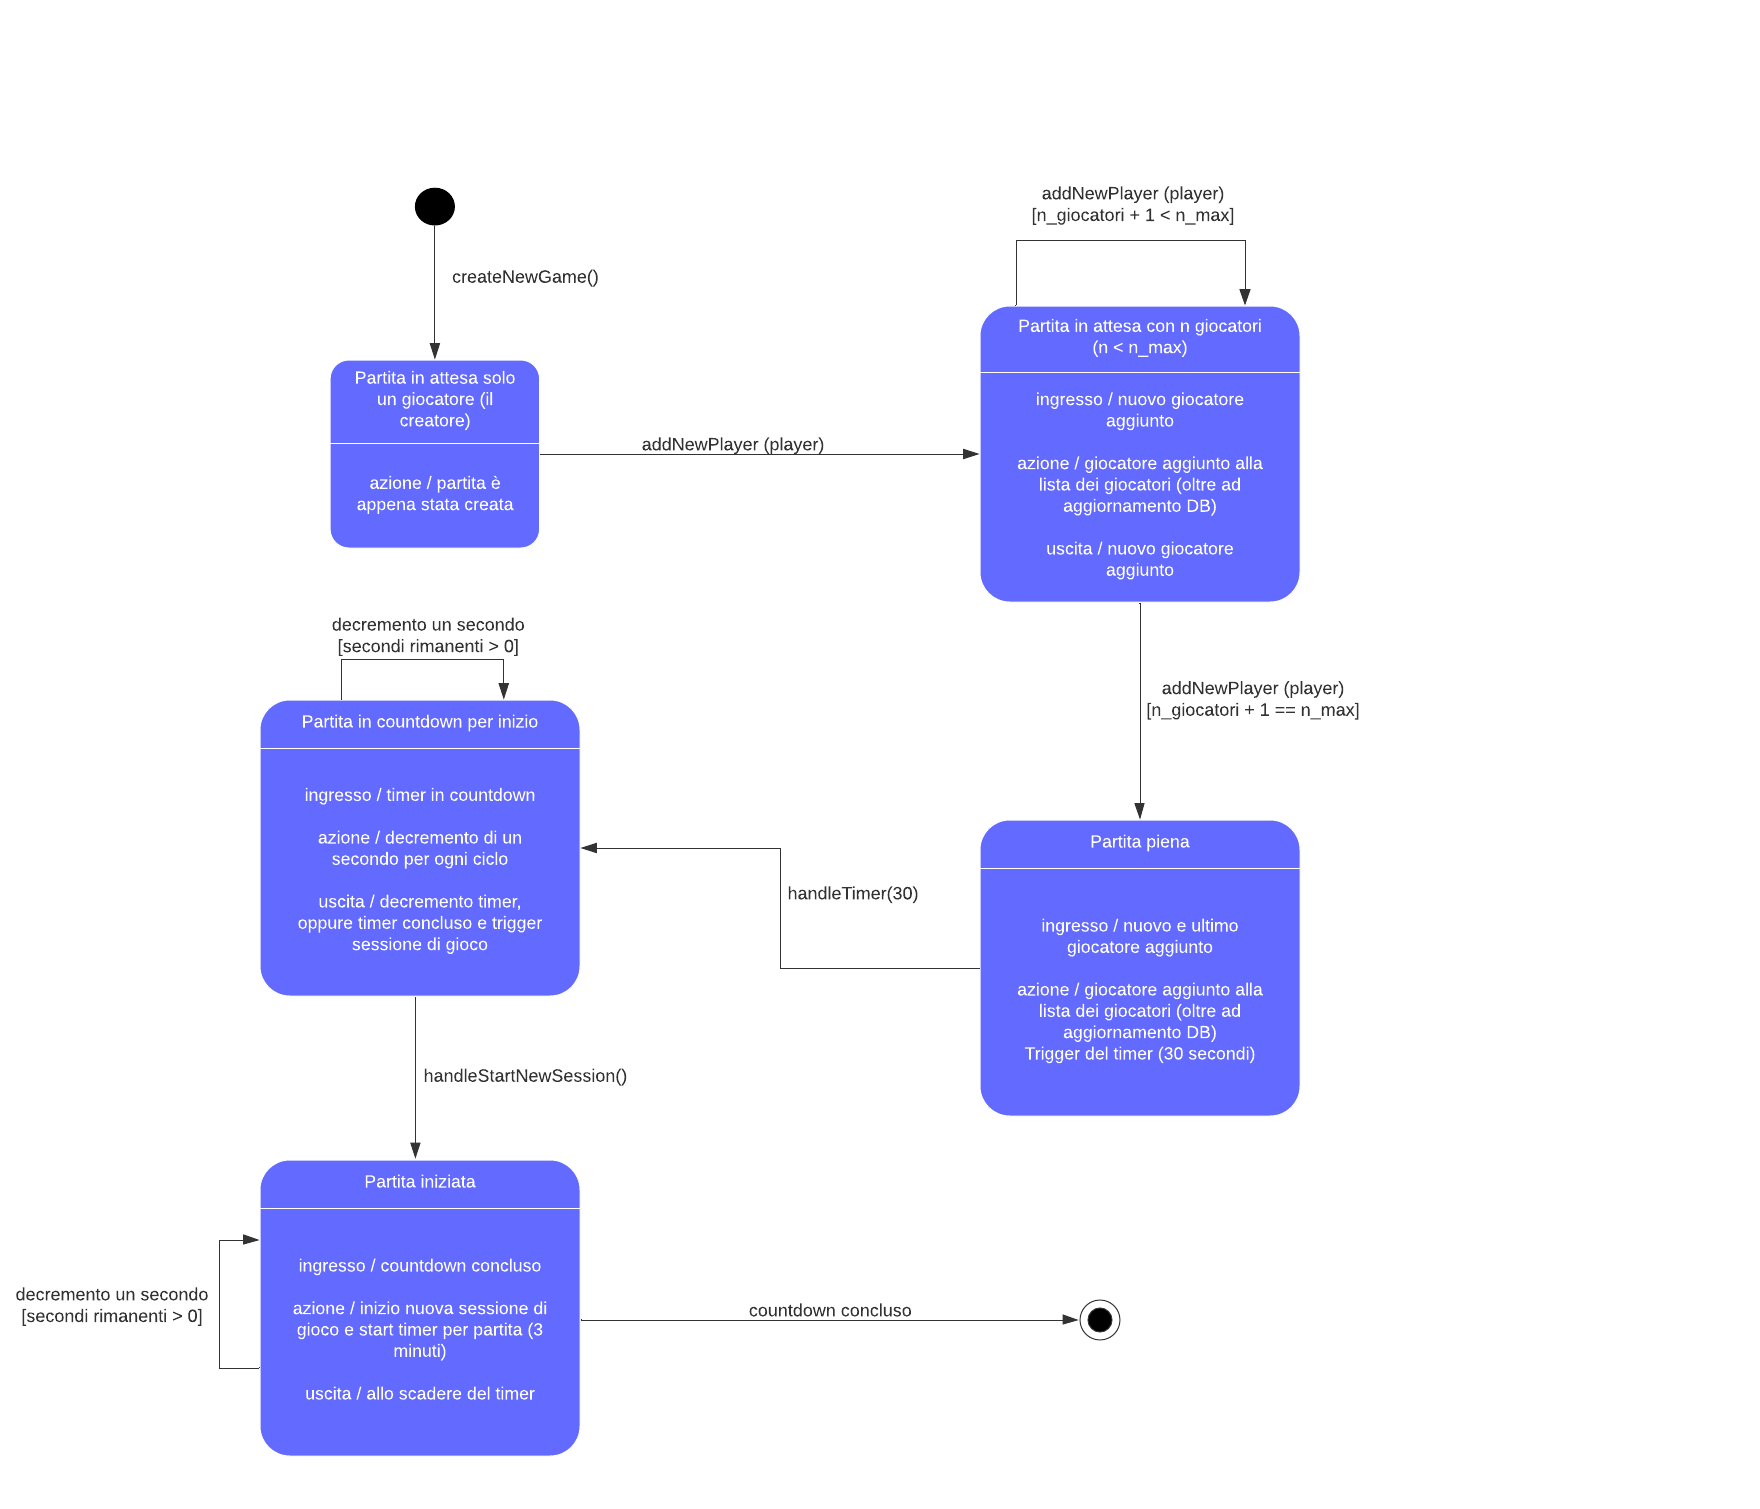 createNewGame()
Partita in attesa solo
un giocatore (il
creatore)
azione / partita è
appena stata creata
addNewPlayer (player)
addNewPlayer (player)
[n_giocatori + 1 < n_max]
Partita in attesa con n giocatori
(n < n_max)
ingresso / nuovo giocatore
aggiunto
azione / giocatore aggiunto alla
lista dei giocatori (oltre ad
aggiornamento DB)
uscita / nuovo giocatore
aggiunto
addNewPlayer (player)
[n_giocatori + 1 == n_max]
Partita piena
ingresso / nuovo e ultimo
giocatore aggiunto
azione / giocatore aggiunto alla
lista dei giocatori (oltre ad
aggiornamento DB)
Trigger del timer (30 secondi)
handleTimer(30)
decremento un secondo
[secondi rimanenti > 0]
Partita in countdown per inizio
ingresso / timer in countdown
azione / decremento di un
secondo per ogni ciclo
uscita / decremento timer,
oppure timer concluso e trigger
sessione di gioco
handleStartNewSession()
Partita iniziata
ingresso / countdown concluso
azione / inizio nuova sessione di
gioco e start timer per partita (3
minuti)
uscita / allo scadere del timer
decremento un secondo
[secondi rimanenti > 0]
countdown concluso